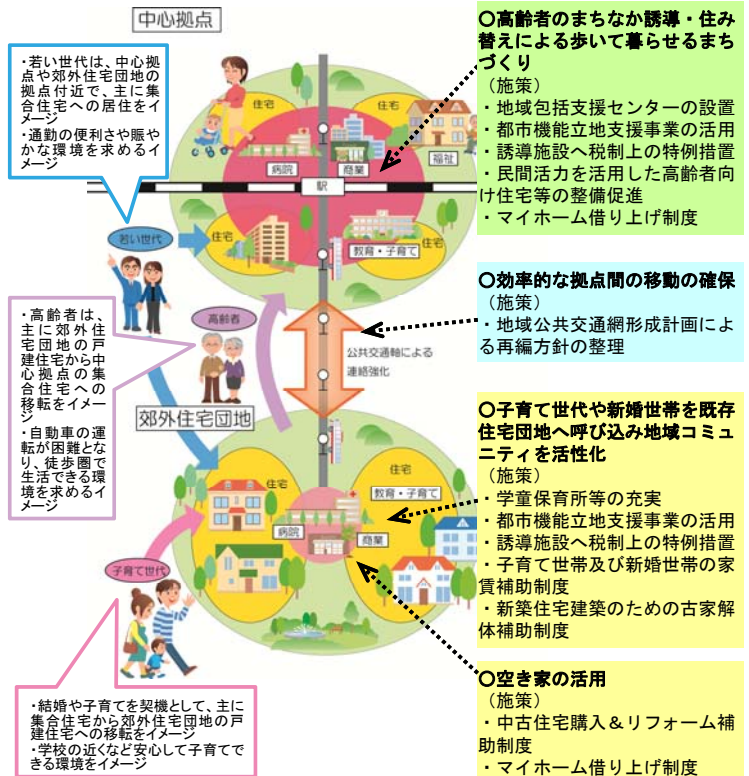 中心拠点
・若い世代は、中心拠
点や郊外住宅団地の
拠点付近で、主に集
合住宅への居住をイ
メージ
・通勤の便利さや賑や
かな環境を求めるイ
メージ
住宅
住宅
病院
商業
福祉
駅
若い世代
住宅
教育・子育て
住宅
・高齢者は、
主に郊外住
宅団地の戸
建住宅から中
心拠点の集
合住宅への
移転をイメー
ジ
・自動車の運
転が困難とな
り、徒歩圏で
生活できる環
境を求めるイ
メージ
高齢者
公共交通軸による
連絡強化
郊外住宅団地
住宅
住宅
教育・子育て
病院
商業
子育て世代
・結婚や子育てを契機として、主に
集合住宅から郊外住宅団地の戸
建住宅への移転をイメージ
・学校の近くなど安心して子育てで
きる環境をイメージ
〇高齢者のまちなか誘導・住み
替えによる歩いて暮らせるまち
づくり
（施策）
・地域包括支援センターの設置
・都市機能立地支援事業の活用
・誘導施設へ税制上の特例措置
・民間活力を活用した高齢者向
け住宅等の整備促進
・マイホーム借り上げ制度
〇効率的な拠点間の移動の確保
（施策）
・地域公共交通網形成計画によ
る再編方針の整理
〇子育て世代や新婚世帯を既存
住宅団地へ呼び込み地域コミュ
ニティを活性化
（施策）
・学童保育所等の充実
・都市機能立地支援事業の活用
・誘導施設へ税制上の特例措置
・子育て世帯及び新婚世帯の家
賃補助制度
・新築住宅建築のための古家解
体補助制度
〇空き家の活用
（施策）
・中古住宅購入＆リフォーム補
助制度
・マイホーム借り上げ制度